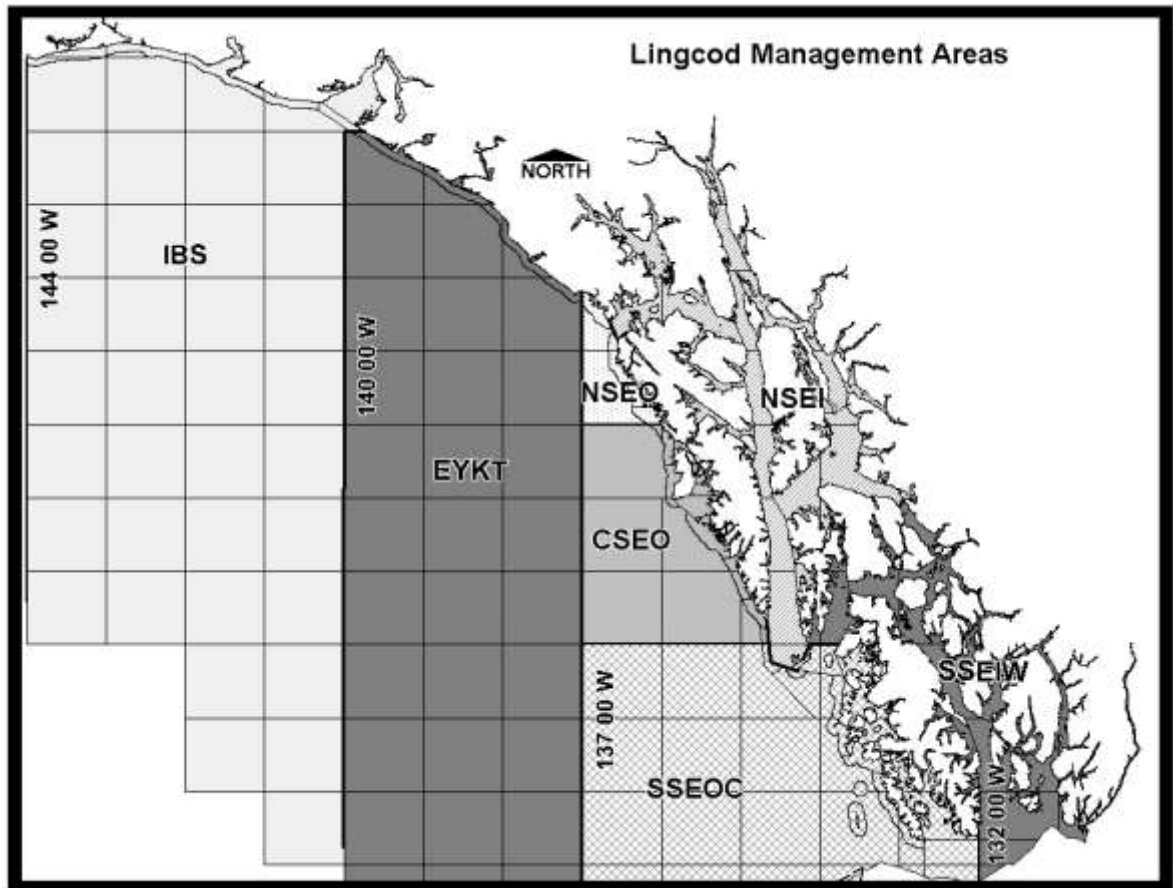 Lingcod Management Areas
NORTH
144 00 W
IBS
140 00 W
NSEO
NSEI
EYKT
CSEO
137 00 W
SSEIW
SSEOC
132 00 W